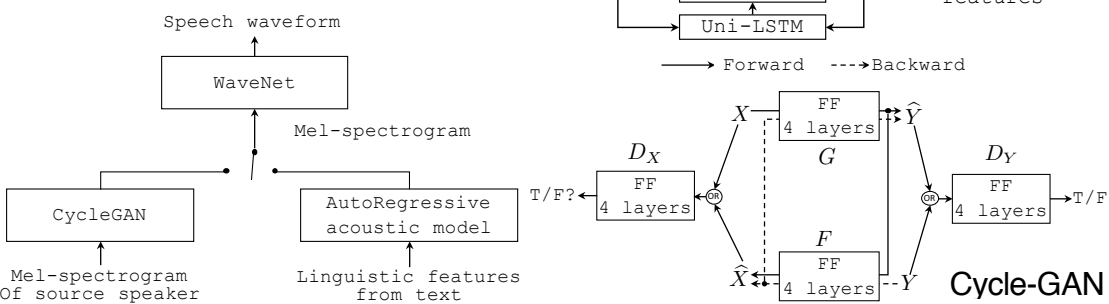 Speech waveform
WaveNet
Mel-spectrogram
CycleGAN
AutoRegressive
acoustic model
Mel-spectrogram
Of source speaker
Linguistic features
from text
features
Uni-LSTM
Forward
Backward
X
FF
4 layers
G
Ŷ
D_X
FF
4 layers
T/F?
OR
D_Y
FF
4 layers
OR
T/F
F
FF
4 layers
X̂
Y
Cycle-GAN